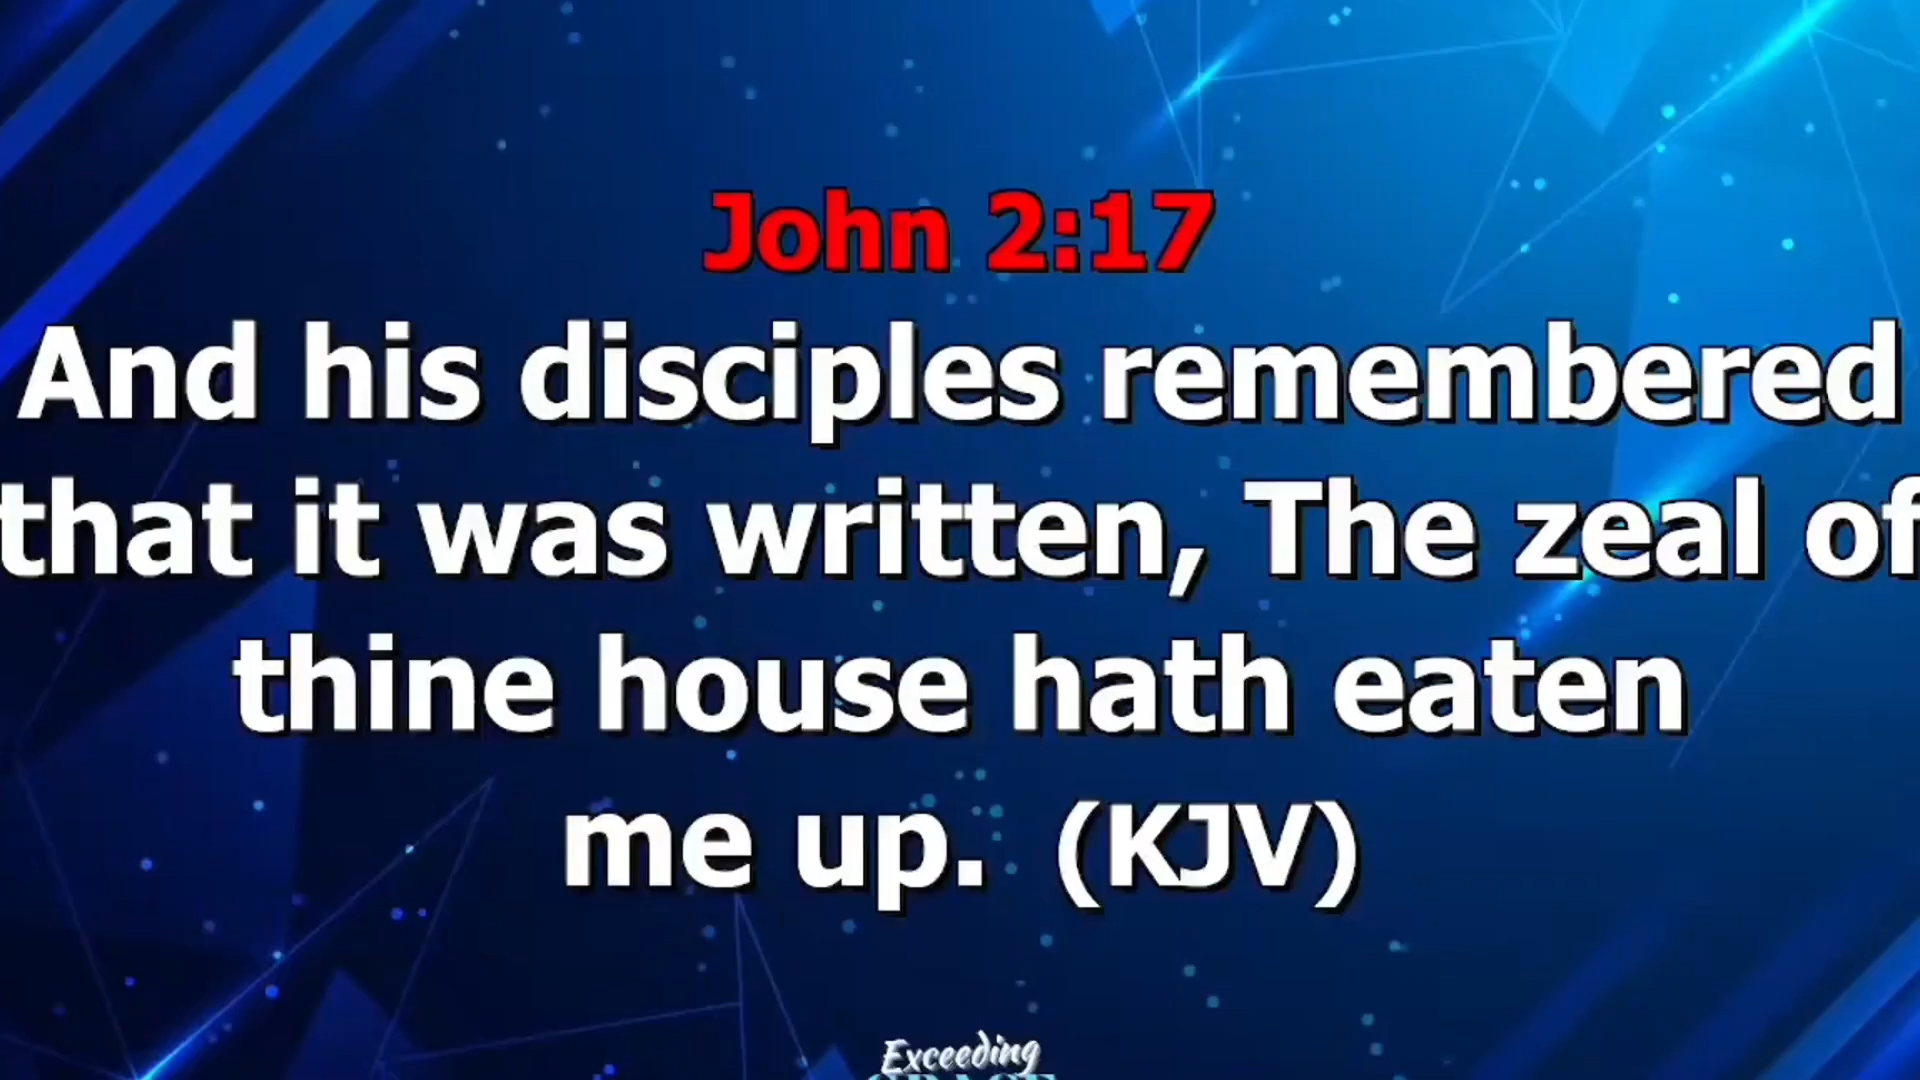 John 2:17
And his disciples remembered
that it was written, The zeal of
thine house hath eaten
me up. (KJV)
Exceeding